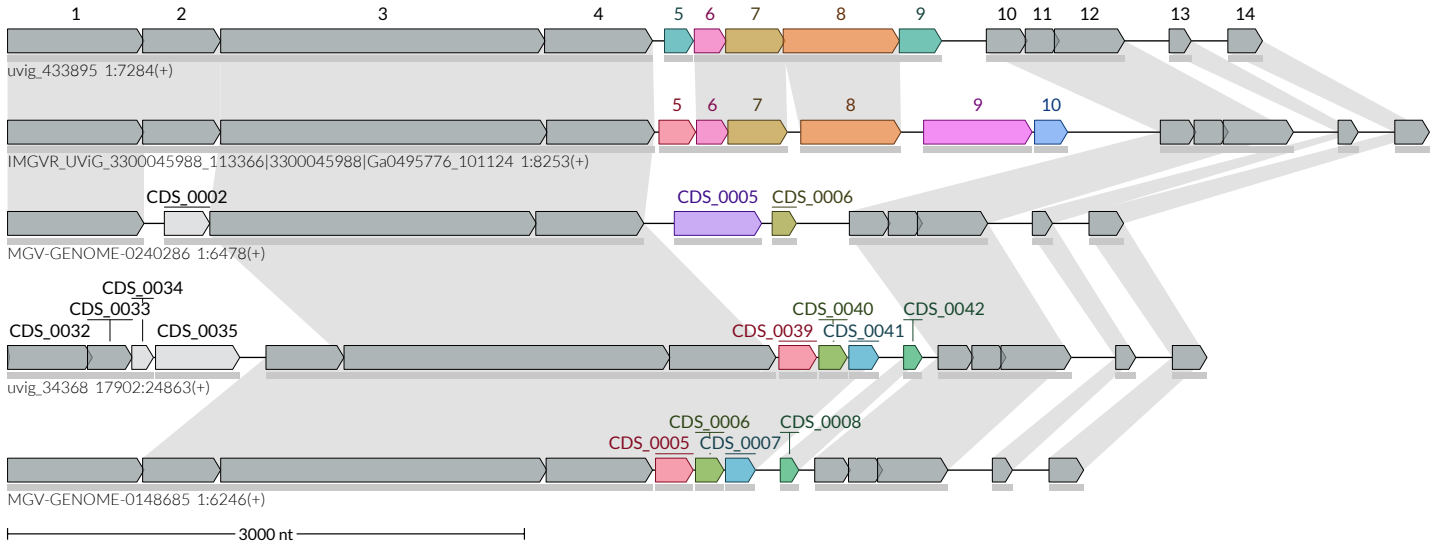 1 2 3 4 5 6 7 8 9 10 11 12 13 14
uvig_433895 1:7284(+)
5 6 7 8 9 10
IMGVR_UViG_3300045988_113366|3300045988|Ga0495776_101124 1:8253(+)
CDS_0002 CDS_0005 CDS_0006
MGV-GENOME-0240286 1:6478(+)
CDS_0034
CDS_0033 CDS_0040 CDS_0042
CDS_0032 CDS_0035 CDS_0039 CDS_0041
uvig_34368 17902:24863(+)
CDS_0006 CDS_0008
CDS_0005 CDS_0007
MGV-GENOME-0148685 1:6246(+)
3000 nt